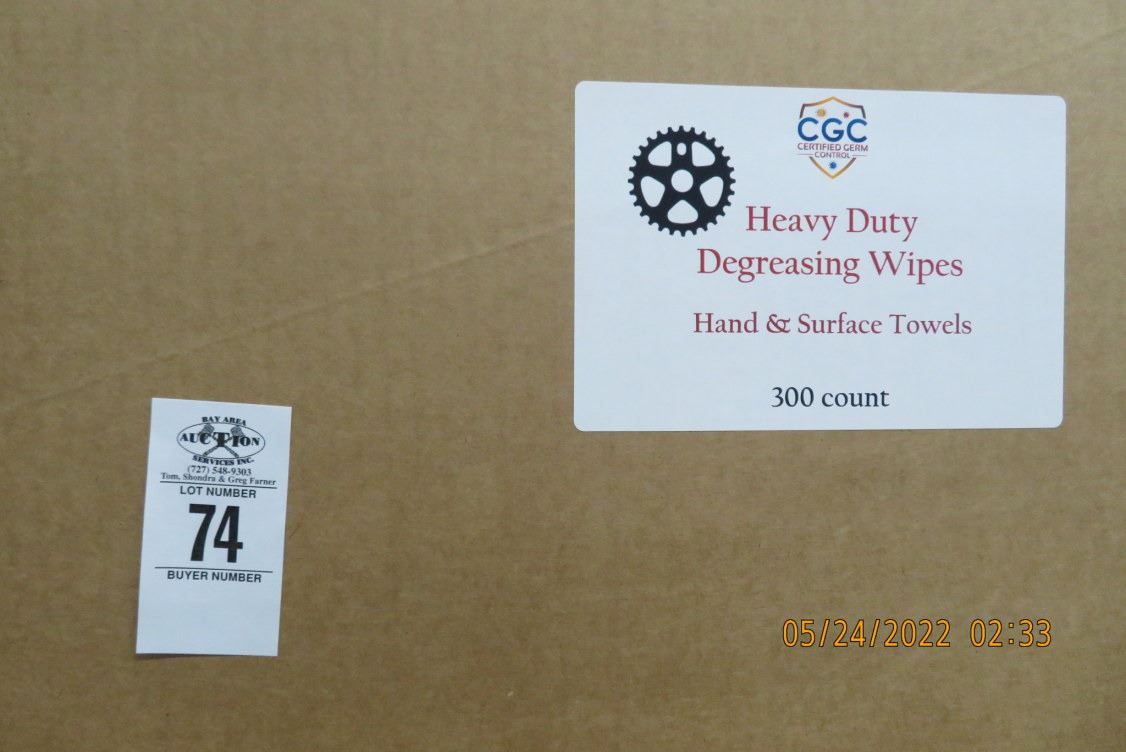 CGC
CERTIFIED GERM
CONTROL
Heavy Duty
Degreasing Wipes
Hand & Surface Towels
300 count
BAY AREA
AUCTION
SERVICES INC.
(727) 548-9303
Tom, Shondra & Greg Farner
LOT NUMBER
74
BUYER NUMBER
05/24/2022 02:33